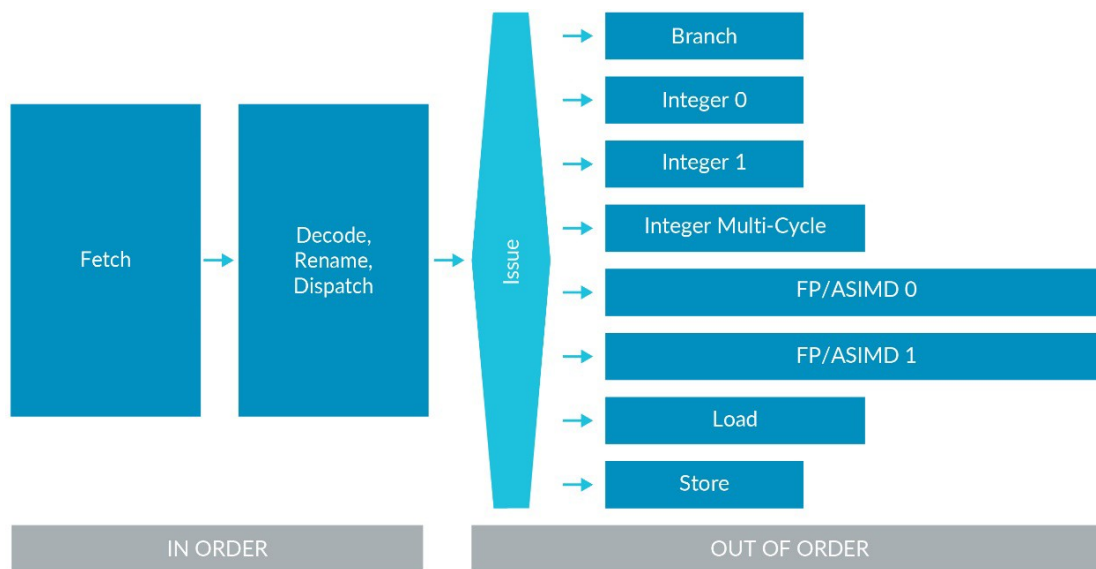 Fetch
Decode,
Rename,
Dispatch
Issue
Branch
Integer 0
Integer 1
Integer Multi-Cycle
FP/ASIMD 0
FP/ASIMD 1
Load
Store
IN ORDER
OUT OF ORDER